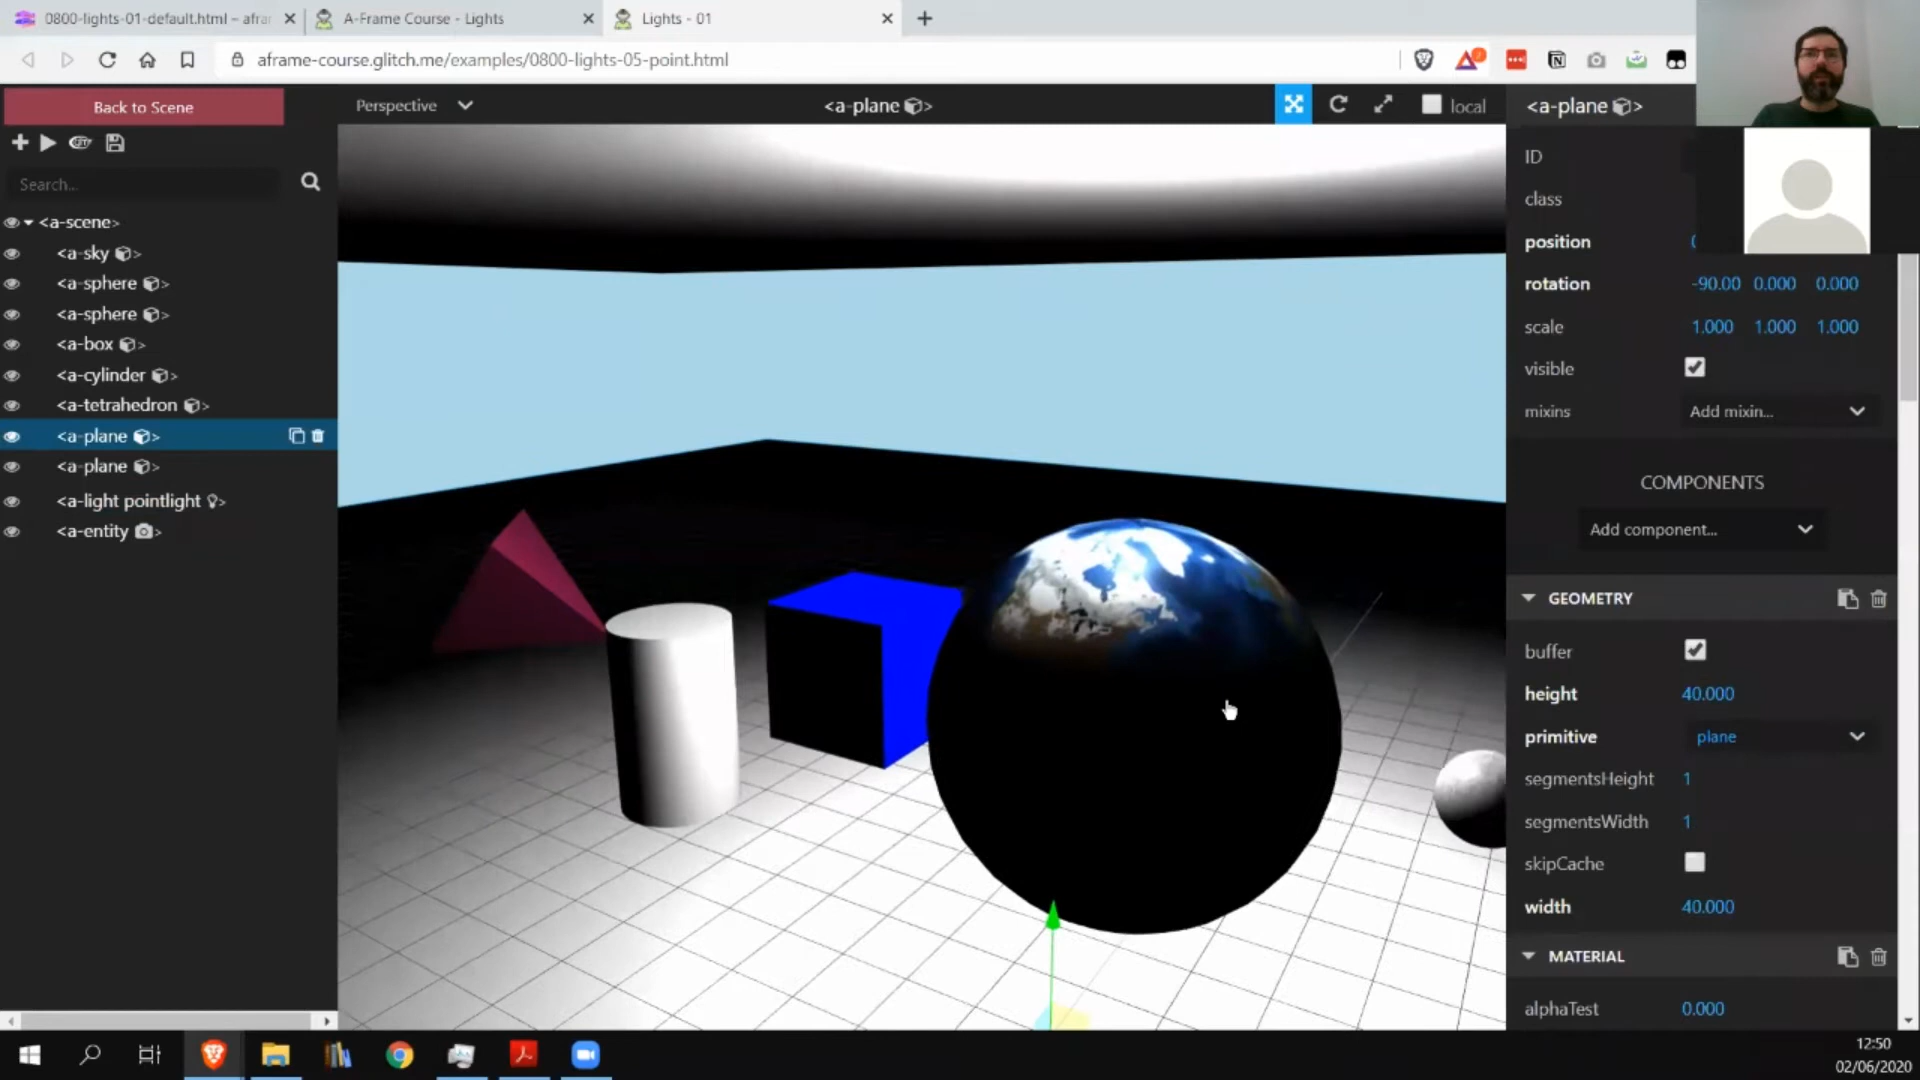 0800-lights-01-default.html – afra
A-Frame Course - Lights
Lights - 01
aframe-course.glitch.me/examples/0800-lights-05-point.html
Back to Scene
Perspective
<a-plane >
local
<a-plane >
Search...
<a-scene>
<a-sky >
<a-sphere >
<a-sphere >
<a-box >
<a-cylinder >
<a-tetrahedron >
<a-plane >
<a-plane >
<a-light pointlight >
<a-entity >
ID
class
position
rotation -90.00 0.000 0.000
scale 1.000 1.000 1.000
visible
mixins Add mixin...
COMPONENTS
Add component...
GEOMETRY
buffer
height 40.000
primitive plane
segmentsHeight 1
segmentsWidth 1
skipCache
width 40.000
MATERIAL
alphaTest 0.000
12:50
02/06/2020